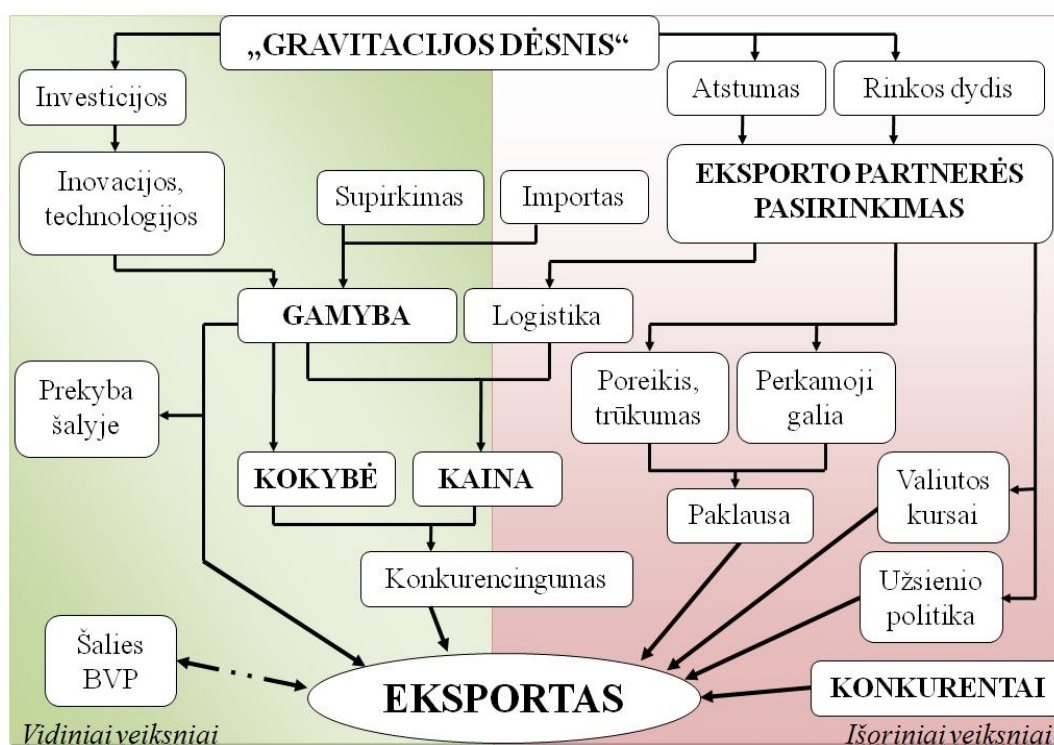 „GRAVITACIJOS DĖSNIS“
Investicijos
Atstumas
Rinkos dydis
Inovacijos,
technologijos
Supirkimas
Importas
EKSPORTO PARTNERĖS
PASIRINKIMAS
GAMYBA
Logistika
Prekyba
šalyje
Poreikis,
trūkumas
Perkamoji
galia
KOKYBĖ
KAINA
Paklausa
Valiutos
kursai
Konkurencingumas
Užsienio
politika
Šalies
BVP
EKSPORTAS
KONKURENTAI
Vidiniai veiksniai
Išoriniai veiksniai